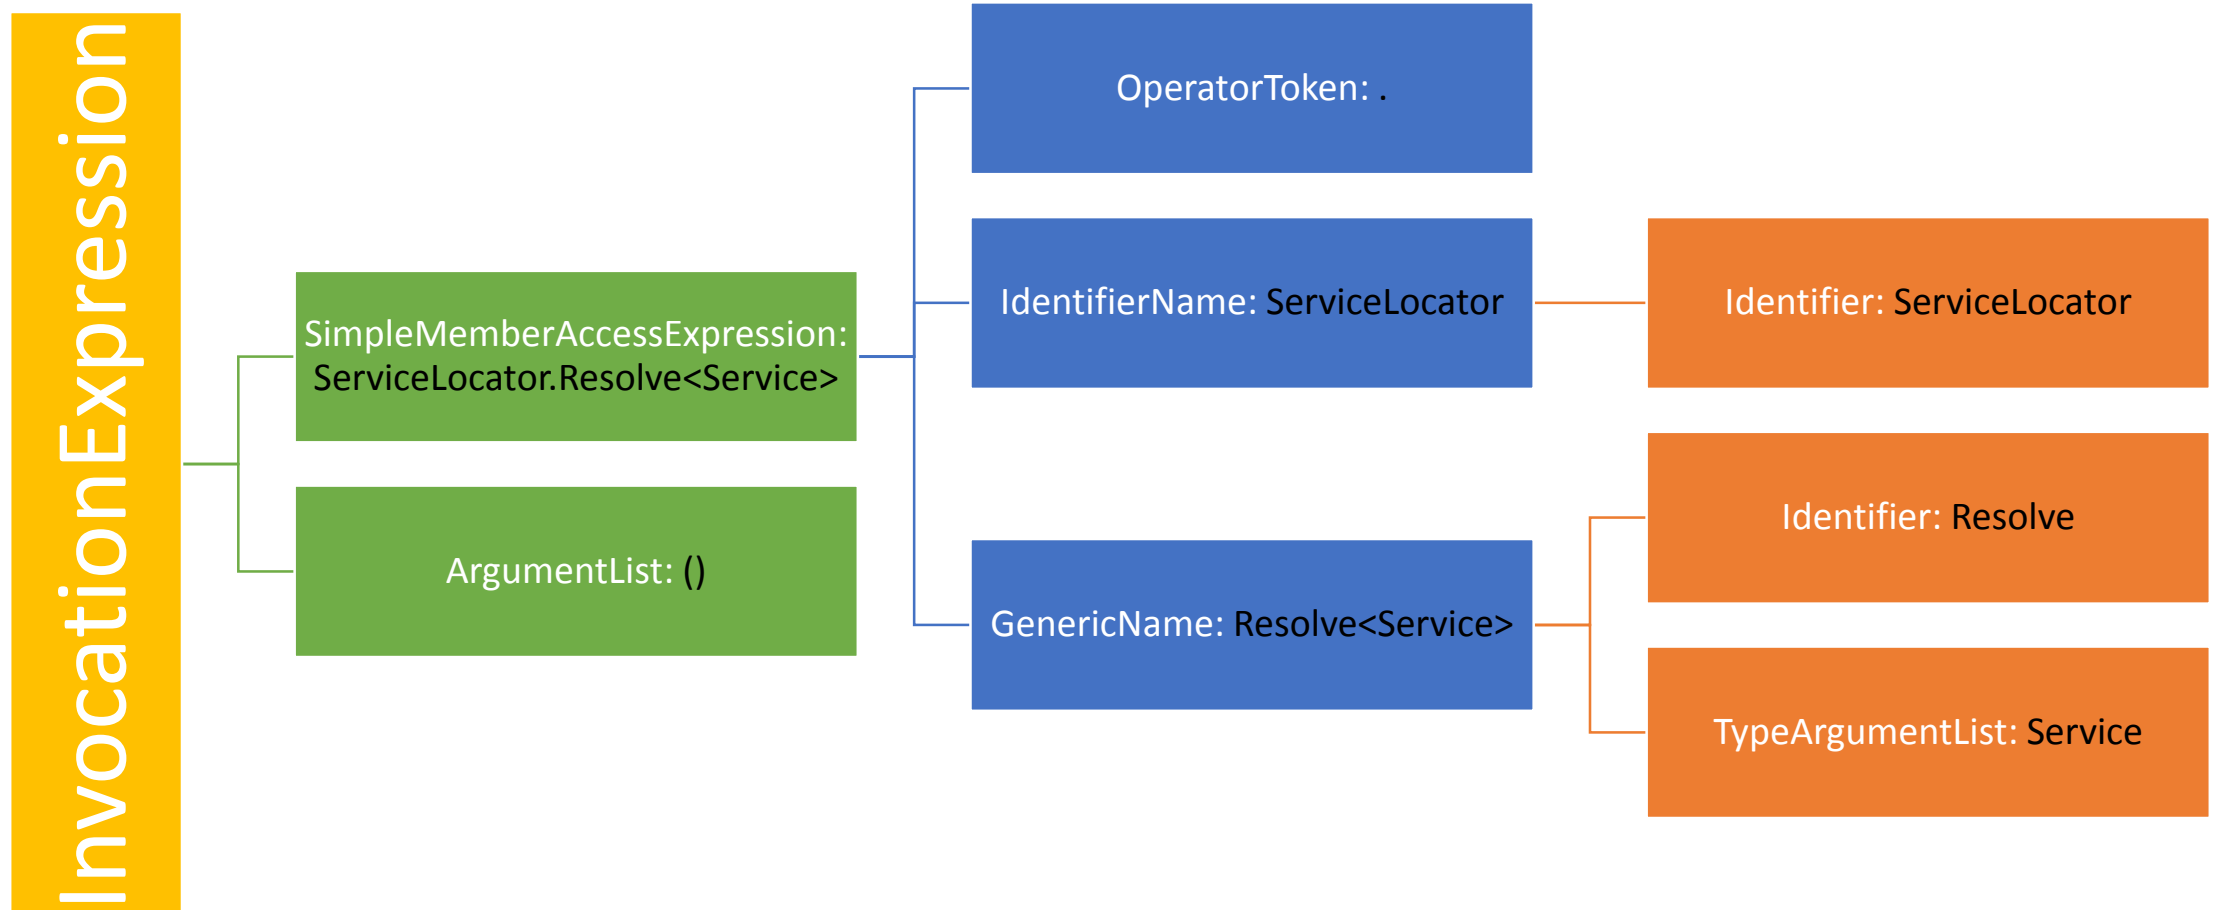 InvocationExpression
SimpleMemberAccessExpression:
ServiceLocator.Resolve<Service>
ArgumentList: ()
OperatorToken: .
IdentifierName: ServiceLocator
GenericName: Resolve<Service>
Identifier: ServiceLocator
Identifier: Resolve
TypeArgumentList: Service